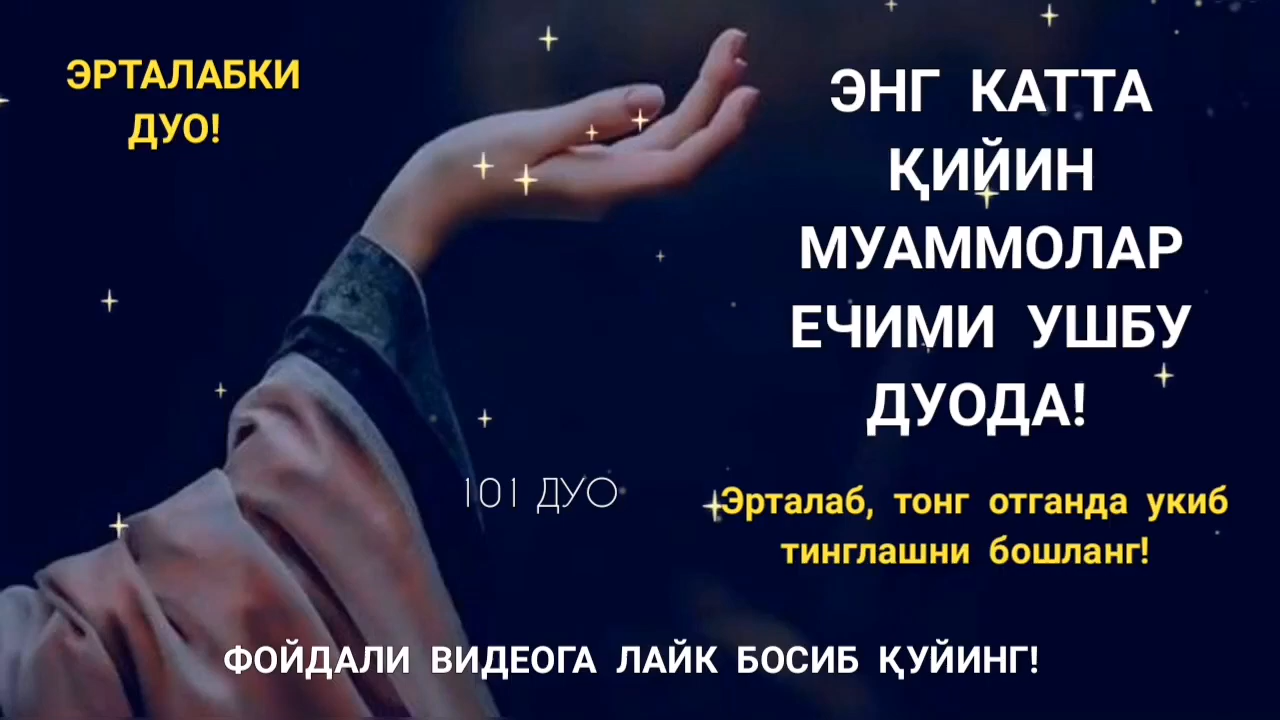 ЭРТАЛАБКИ
ДУО!
ЭНГ КАТТА
ҚИЙИН
МУАММОЛАР
ЕЧИМИ УШБУ
ДУОДА!
101 ДУО
Эрталаб, тонг отганда укиб
тинглашни бошланг!
ФОЙДАЛИ ВИДЕОГА ЛАЙК БОСИБ ҚУЙИНГ!